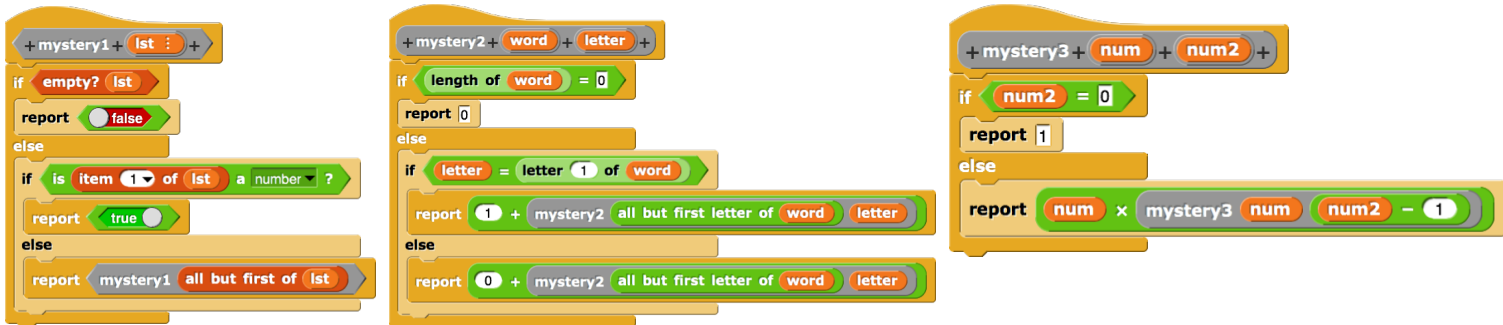 + mystery1 + lst ⋮ +
if empty? lst
report false
else
if is item 1 of lst a number ?
report true
else
report mystery1 all but first of lst
+ mystery2 + word + letter +
if length of word = 0
report 0
else
if letter = letter 1 of word
report 1 + mystery2 all but first letter of word letter
else
report 0 + mystery2 all but first letter of word letter
+ mystery3 + num + num2 +
if num2 = 0
report 1
else
report num × mystery3 num num2 - 1